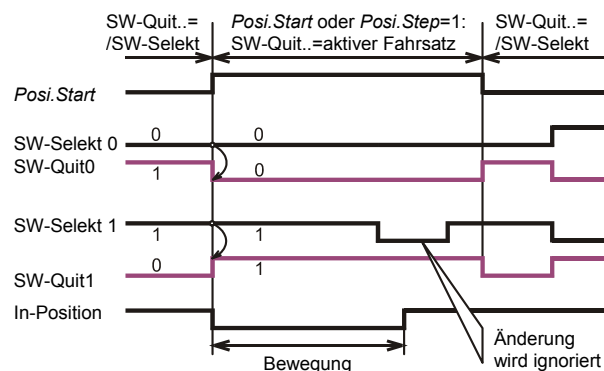 SW-Quit..=
/SW-Selekt
Posi.Start oder Posi.Step=1:
SW-Quit..=aktiver Fahrsatz
SW-Quit..=
/SW-Selekt
Posi.Start
SW-Selekt 0
0
0
SW-Quit0
1
0
SW-Selekt 1
1
1
SW-Quit1
0
1
In-Position
Bewegung
Änderung
wird ignoriert